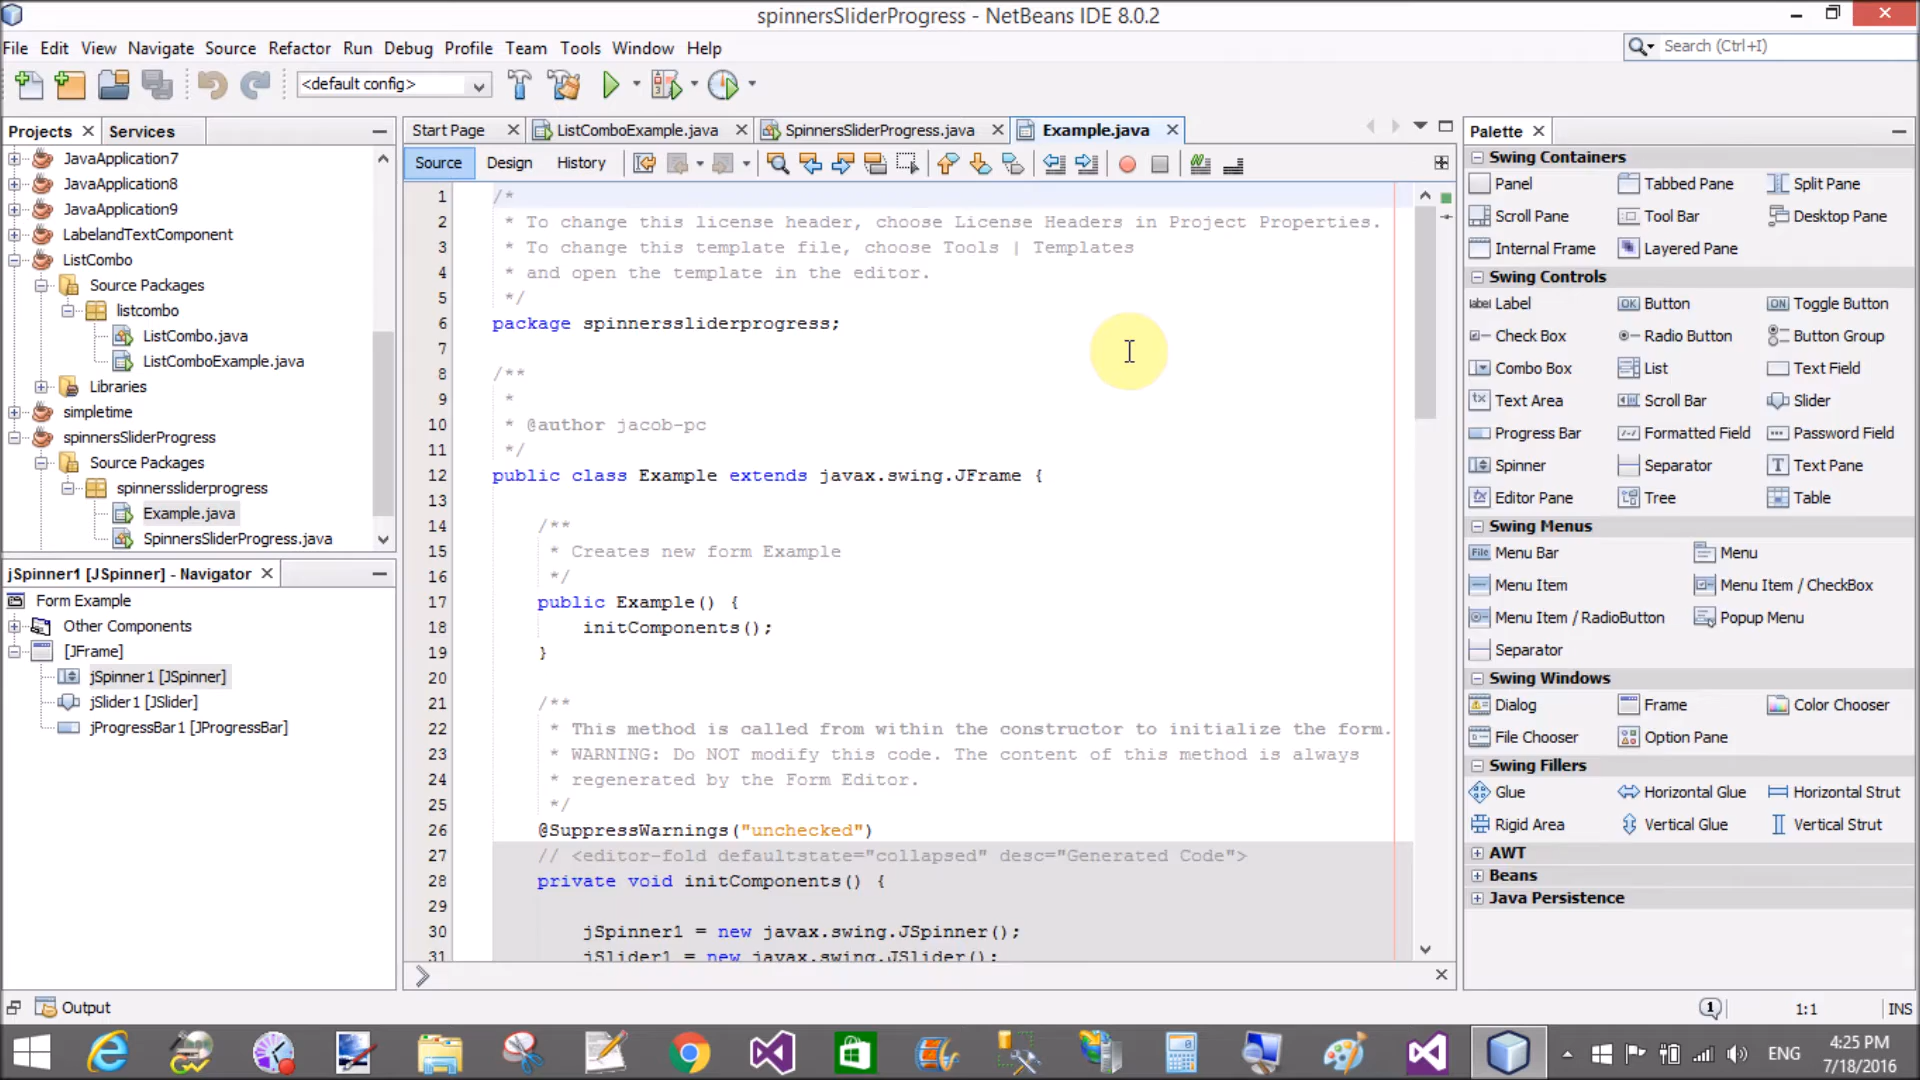 spinnersSliderProgress - NetBeans IDE 8.0.2
File Edit View Navigate Source Refactor Run Debug Profile Team Tools Window Help
Search (Ctrl+I)
<default config>
Projects Services
JavaApplication7
JavaApplication8
JavaApplication9
LabelandTextComponent
ListCombo
Source Packages
listcombo
ListCombo.java
ListComboExample.java
Libraries
simpletime
spinnersSliderProgress
Source Packages
spinnerssliderprogress
Example.java
SpinnersSliderProgress.java
jSpinner1 [JSpinner] - Navigator
Form Example
Other Components
[JFrame]
jSpinner1 [JSpinner]
jSlider1 [JSlider]
jProgressBar1 [JProgressBar]
Start Page ListComboExample.java SpinnersSliderProgress.java Example.java
Source Design History
1 /*
2 * To change this license header, choose License Headers in Project Properties.
3 * To change this template file, choose Tools | Templates
4 * and open the template in the editor.
5 */
6 package spinnerssliderprogress;
7
8 /**
9 *
10 * @author jacob-pc
11 */
12 public class Example extends javax.swing.JFrame {
13
14 /**
15 * Creates new form Example
16 */
17 public Example() {
18 initComponents();
19 }
20
21 /**
22 * This method is called from within the constructor to initialize the form.
23 * WARNING: Do NOT modify this code. The content of this method is always
24 * regenerated by the Form Editor.
25 */
26 @SuppressWarnings("unchecked")
27 // <editor-fold defaultstate="collapsed" desc="Generated Code">
28 private void initComponents() {
29
30 jSpinner1 = new javax.swing.JSpinner();
31 jSlider1 = new javax.swing.JSlider();
Palette
Swing Containers
Panel Tabbed Pane Split Pane
Scroll Pane Tool Bar Desktop Pane
Internal Frame Layered Pane
Swing Controls
label Label OK Button ON Toggle Button
Check Box Radio Button Button Group
Combo Box List Text Field
Text Area Scroll Bar Slider
Progress Bar Formatted Field Password Field
Spinner Separator Text Pane
Editor Pane Tree Table
Swing Menus
File Menu Bar Menu
Menu Item Menu Item / CheckBox
Menu Item / RadioButton Popup Menu
Separator
Swing Windows
Dialog Frame Color Chooser
File Chooser Option Pane
Swing Fillers
Glue Horizontal Glue Horizontal Strut
Rigid Area Vertical Glue Vertical Strut
AWT
Beans
Java Persistence
Output
1:1 INS
ENG
4:25 PM
7/18/2016